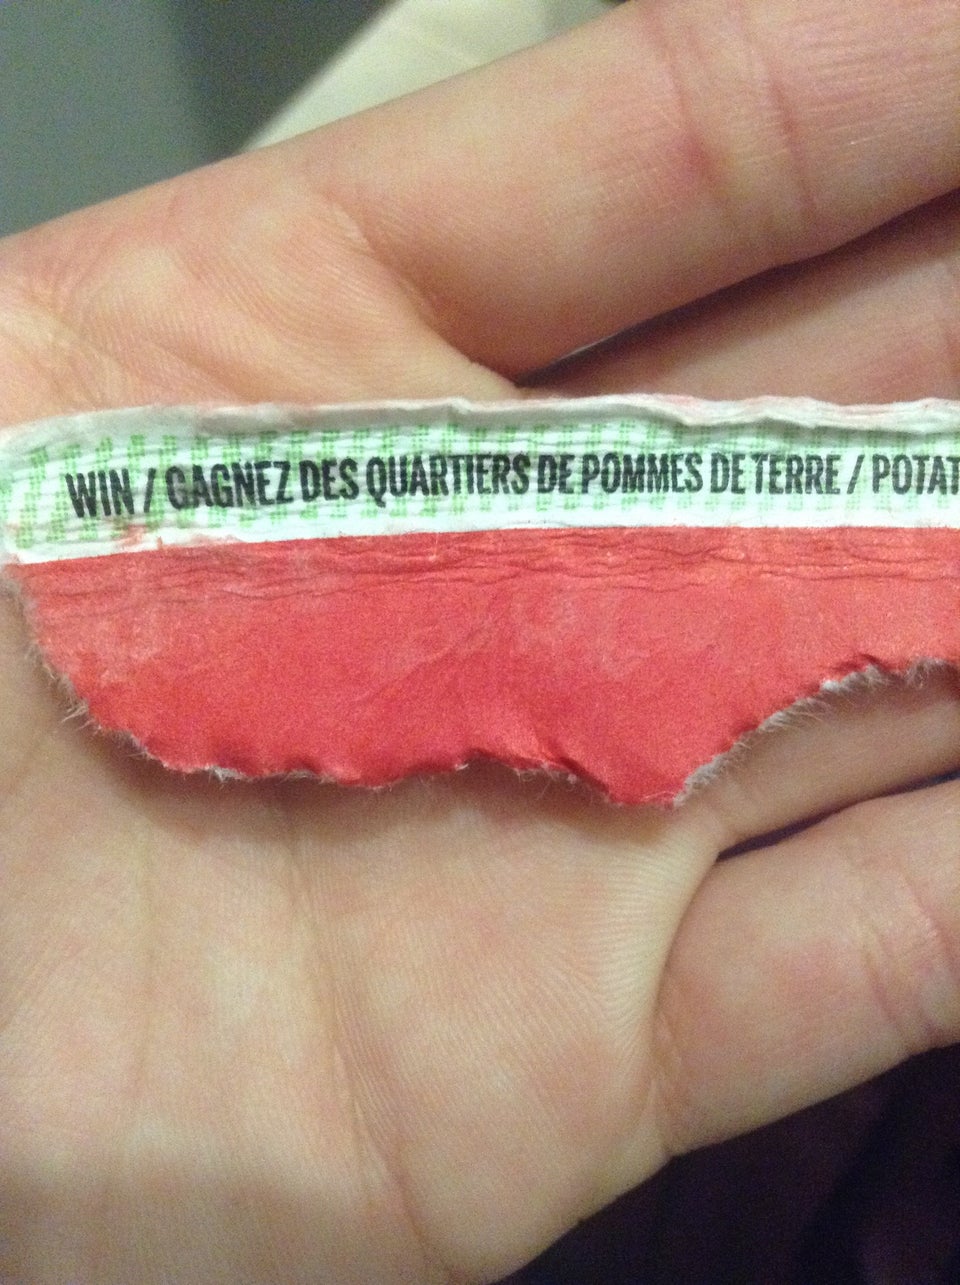 WIN / GAGNEZ DES QUARTIERS DE POMMES DE TERRE / POTAT